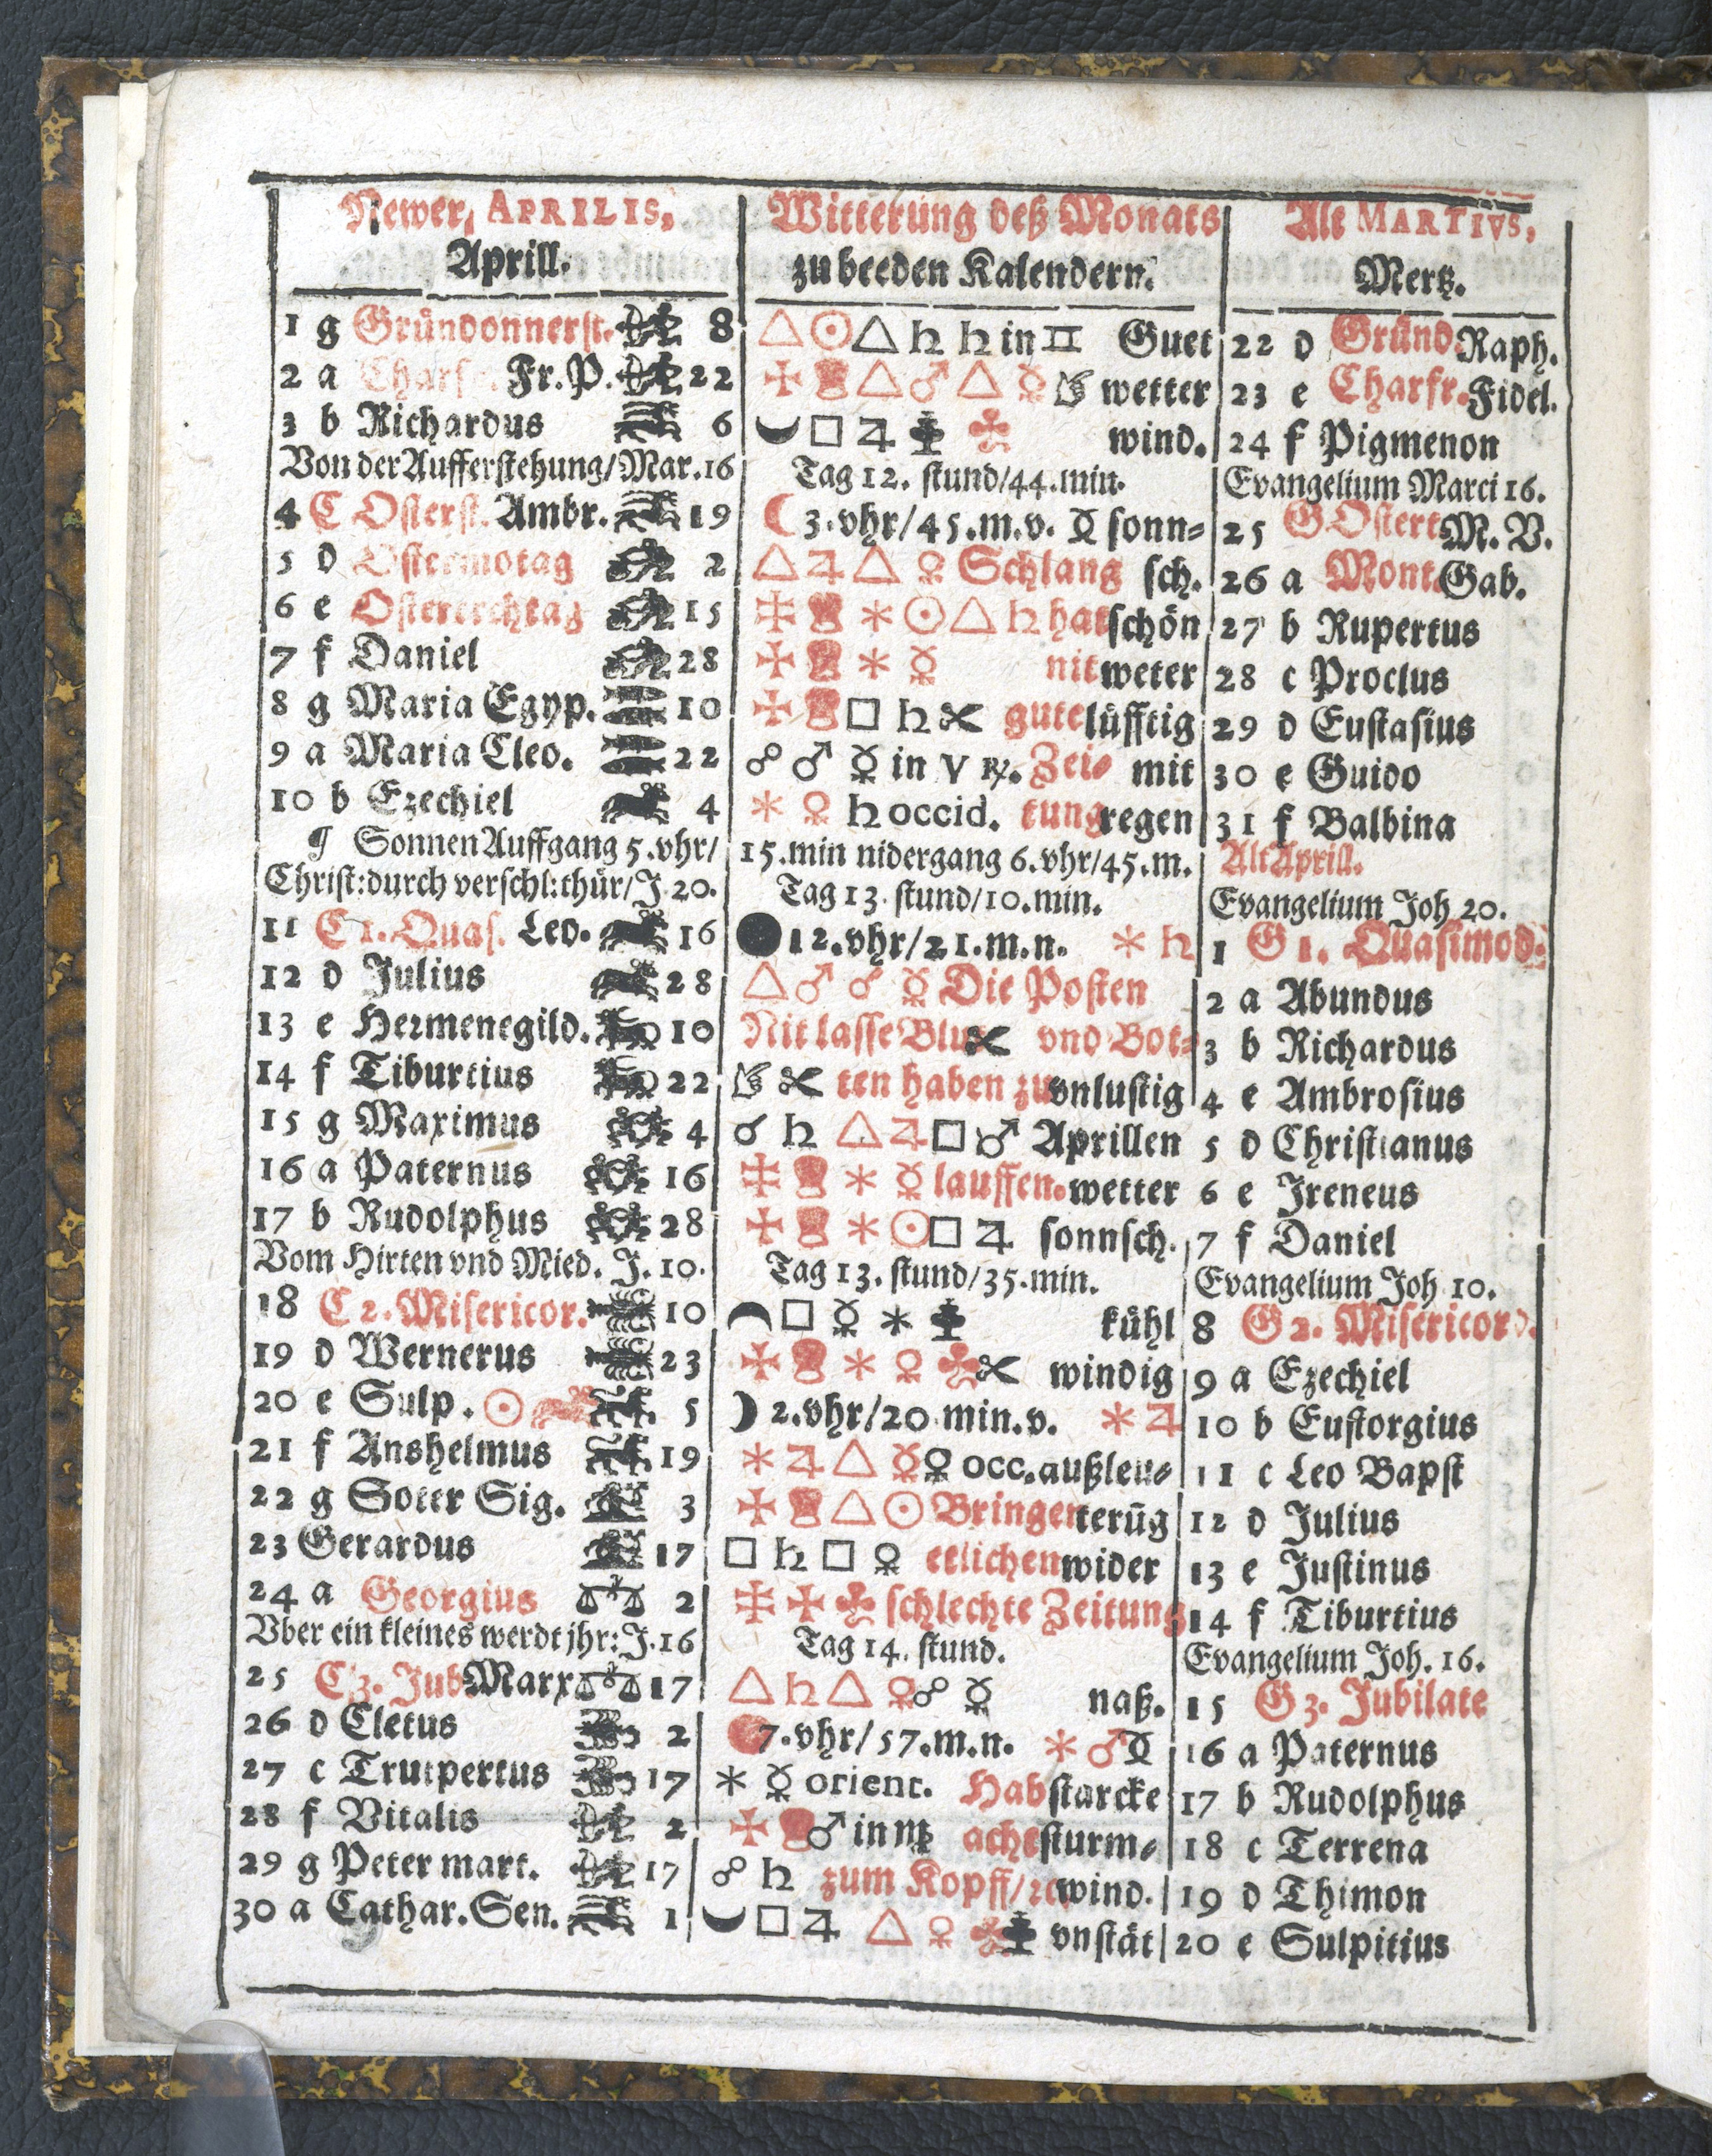 Newer, APRILIS,
Aprill.
Witterung deß Monats
zu beeden Kalendern.
Alt MARTIVS,
Mertz.
1 g Gründonnerst. 8 △ ☉ △ ♄ ♄ in ♊ Guet 22 d Gründ. Raph.
2 a Charf. Fr. P. 22 △ ♂ △ ☿ wetter 23 e Charfr. Fidel.
3 b Richardus 6 □ ♃ wind. 24 f Pigmenon
Von der Aufferstehung/Mar.16 Tag 12. stund/44.min. Evangelium Marci 16.
4 C Osterst. Ambr. 19 ☾ 3.vhr/45.m.v. sonn⸗ 25 G Ostert M. V.
5 d Ostermotag 2 △ ♃ △ ♀ Schlang sch. 26 a Mont. Gab.
6 e Ostererchtag 15 * ☉ △ ♄ hat schön 27 b Rupertus
7 f Daniel 28 * ☿ nit weter 28 c Proclus
8 g Maria Egyp. 10 □ ♄ gute lüfftig 29 d Eustasius
9 a Maria Cleo. 22 ☍ ♂ ☿ in V ℞. Zei⸗ mit 30 e Guido
10 b Ezechiel 4 * ♀ ♄ occid. tung regen 31 f Balbina
¶ Sonnen Auffgang 5.vhr/ 15.min nidergang 6.vhr/45.m. Alt Aprill.
Christ: durch verschl: thür/J 20. Tag 13. stund/10.min. Evangelium Joh 20.
11 C 1. Quas. Leo. 16 ● 12.vhr/21.m.n. * ♄ 1 G 1. Quasimod:
12 d Julius 28 △ ♂ ☌ ☿ Die Posten 2 a Abundus
13 e Hermenegild. 10 Nit lasse Blut vnd Bot⸗ 3 b Richardus
14 f Tiburtius 22 ten haben zu vnlustig 4 e Ambrosius
15 g Maximus 4 ☌ ♄ △ ♃ □ ♂ Aprillen 5 d Christianus
16 a Paternus 16 * ☿ lauffen. wetter 6 e Ireneus
17 b Rudolphus 28 * ☉ □ ♃ sonnsch. 7 f Daniel
Vom Hirten vnd Mied. J. 10. Tag 13. stund/35.min. Evangelium Joh 10.
18 C 2. Misericor. 10 □ ☿ * kühl 8 G 2. Misericord.
19 d Wernerus 23 * ♀ windig 9 a Ezechiel
20 e Sulp. ☉ 5 ☽ 2.vhr/20 min.v. * ♃ 10 b Eustorgius
21 f Anshelmus 19 * ♃ △ ☿ ♀ occ. außleu⸗ 11 c Leo Bapst
22 g Soter Sig. 3 △ ☉ Bringen terūg 12 d Julius
23 Gerardus 17 □ ♄ □ ♀ etlichen wider 13 e Justinus
24 a Georgius 2 schlechte Zeitung 14 f Tiburtius
Vber ein kleines werdt jhr: J.16 Tag 14. stund. Evangelium Joh. 16.
25 C 3. Jub Marx 17 △ ♄ △ ♀ ☍ ☿ naß. 15 G 3. Jubilate
26 d Cletus 2 7.vhr/57.m.n. * ♂ 16 a Paternus
27 c Trutpertus 17 * ☿ orient. Hab starcke 17 b Rudolphus
28 f Vitalis 2 ♂ in ♍ acht sturm⸗ 18 c Terrena
29 g Peter mart. 17 ☍ ♄ zum Kopff/ wind. 19 d Thimon
30 a Cathar. Sen. 1 □ ♃ △ ♀ vnstät 20 e Sulpitius